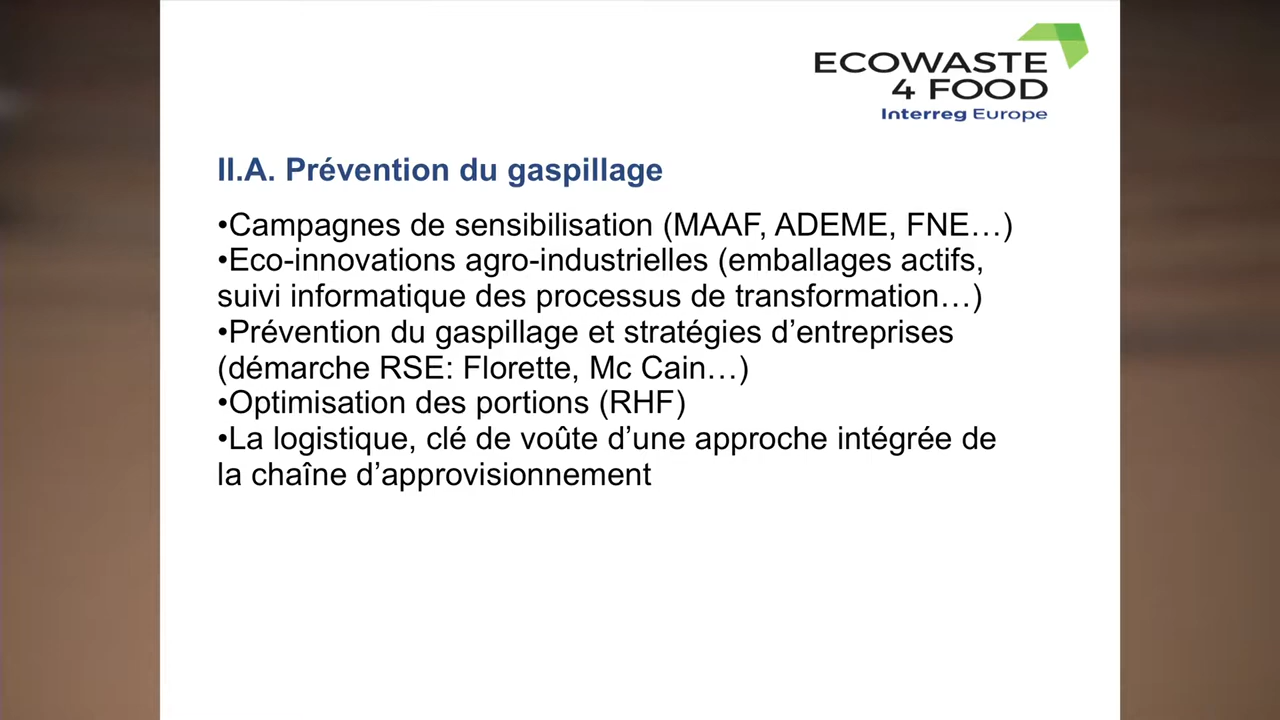 ECOWASTE
4 FOOD
Interreg Europe
II.A. Prévention du gaspillage
•Campagnes de sensibilisation (MAAF, ADEME, FNE…)
•Eco-innovations agro-industrielles (emballages actifs,
suivi informatique des processus de transformation…)
•Prévention du gaspillage et stratégies d’entreprises
(démarche RSE: Florette, Mc Cain…)
•Optimisation des portions (RHF)
•La logistique, clé de voûte d’une approche intégrée de
la chaîne d’approvisionnement